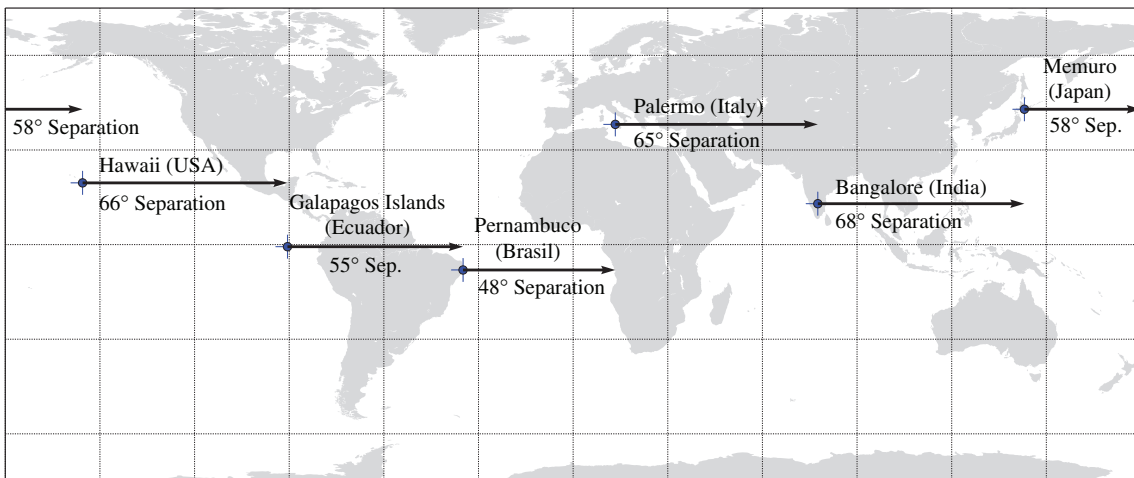 Memuro
(Japan)
58° Sep.
Palermo (Italy)
65° Separation
58° Separation
Hawaii (USA)
66° Separation
Bangalore (India)
68° Separation
Galapagos Islands
(Ecuador)
55° Sep.
Pernambuco
(Brasil)
48° Separation